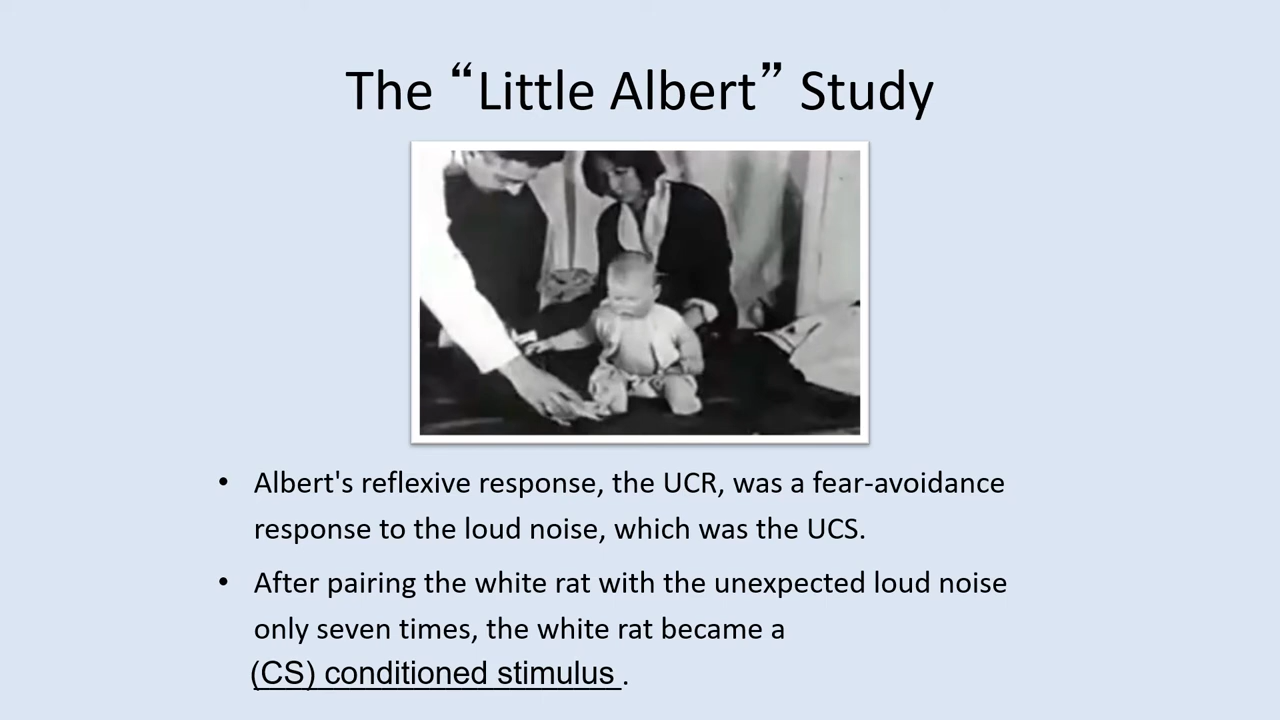 The “Little Albert” Study
• Albert's reflexive response, the UCR, was a fear-avoidance
response to the loud noise, which was the UCS.
• After pairing the white rat with the unexpected loud noise
only seven times, the white rat became a
(CS) conditioned stimulus.